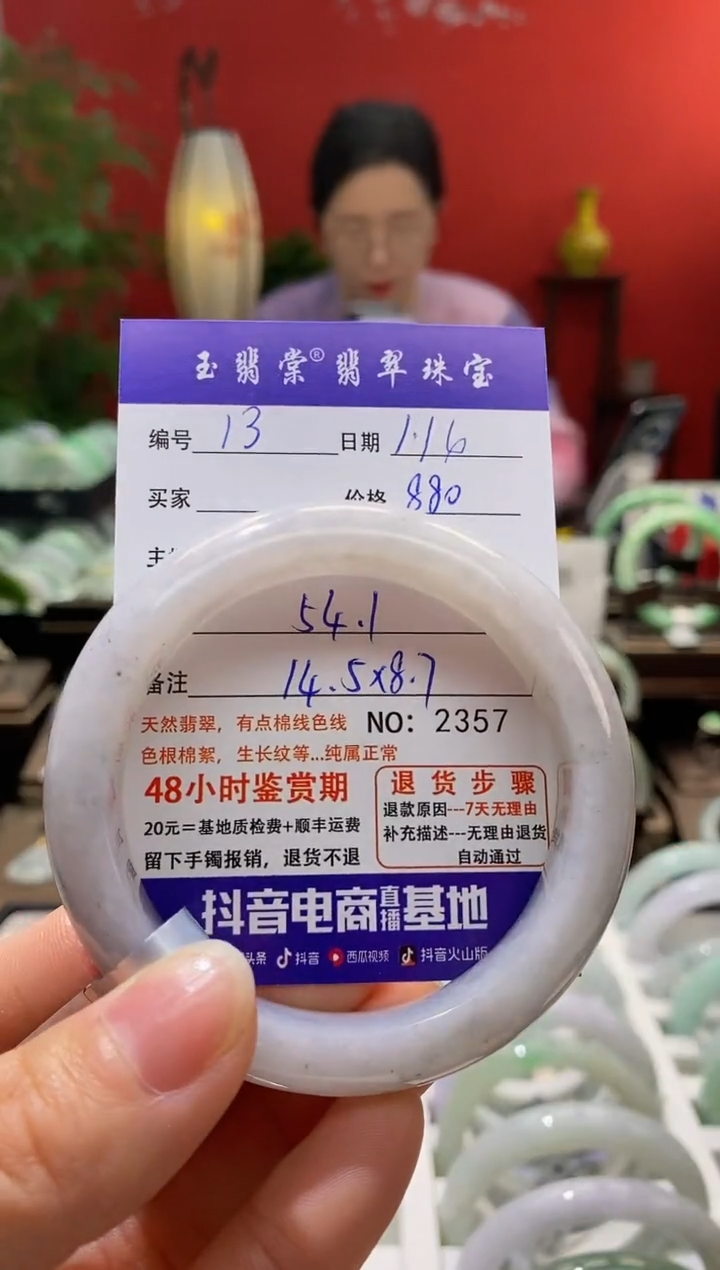 玉翡棠® 翡翠珠宝
编号 13 日期 1.16
买家 价格 880
主
54.1
备注 14.5x8.7
天然翡翠，有点棉线色线 NO: 2357
色根棉絮，生长纹等...纯属正常
48小时鉴赏期
20元=基地质检费+顺丰运费
留下手镯报销，退货不退
退货步骤
退款原因---7天无理由
补充描述---无理由退货
自动通过
抖音电商直播基地
头条 抖音 西瓜视频 抖音火山版